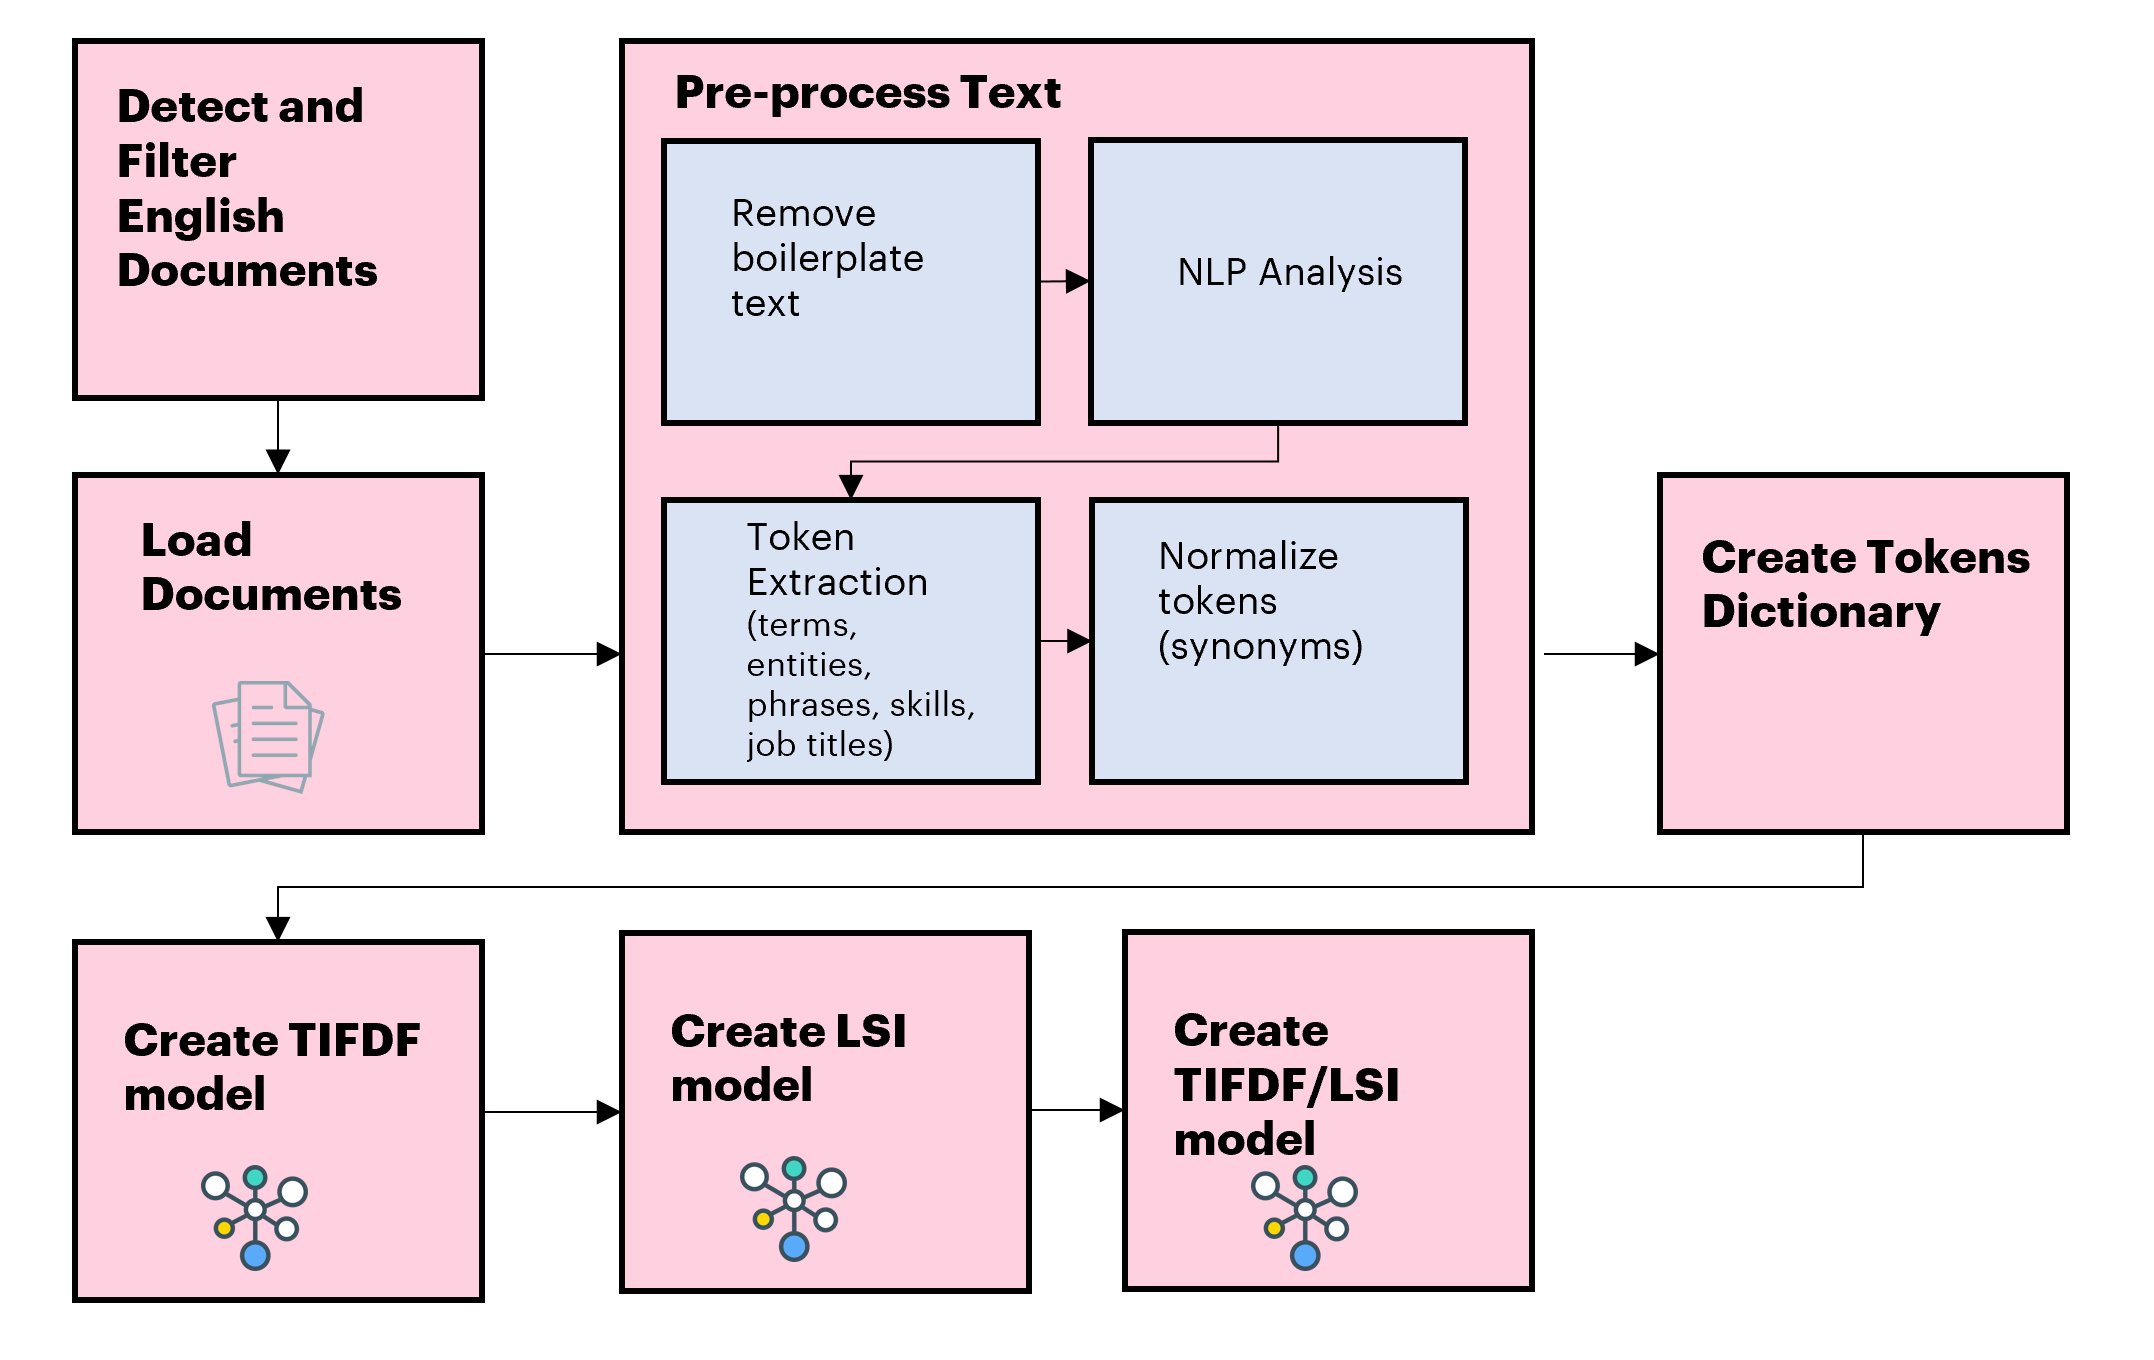 Detect and
Filter
English
Documents
Load
Documents
Pre-process Text
Remove
boilerplate
text
NLP Analysis
Token
Extraction
(terms,
entities,
phrases, skills,
job titles)
Normalize
tokens
(synonyms)
Create Tokens
Dictionary
Create TIFDF
model
Create LSI
model
Create
TIFDF/LSI
model